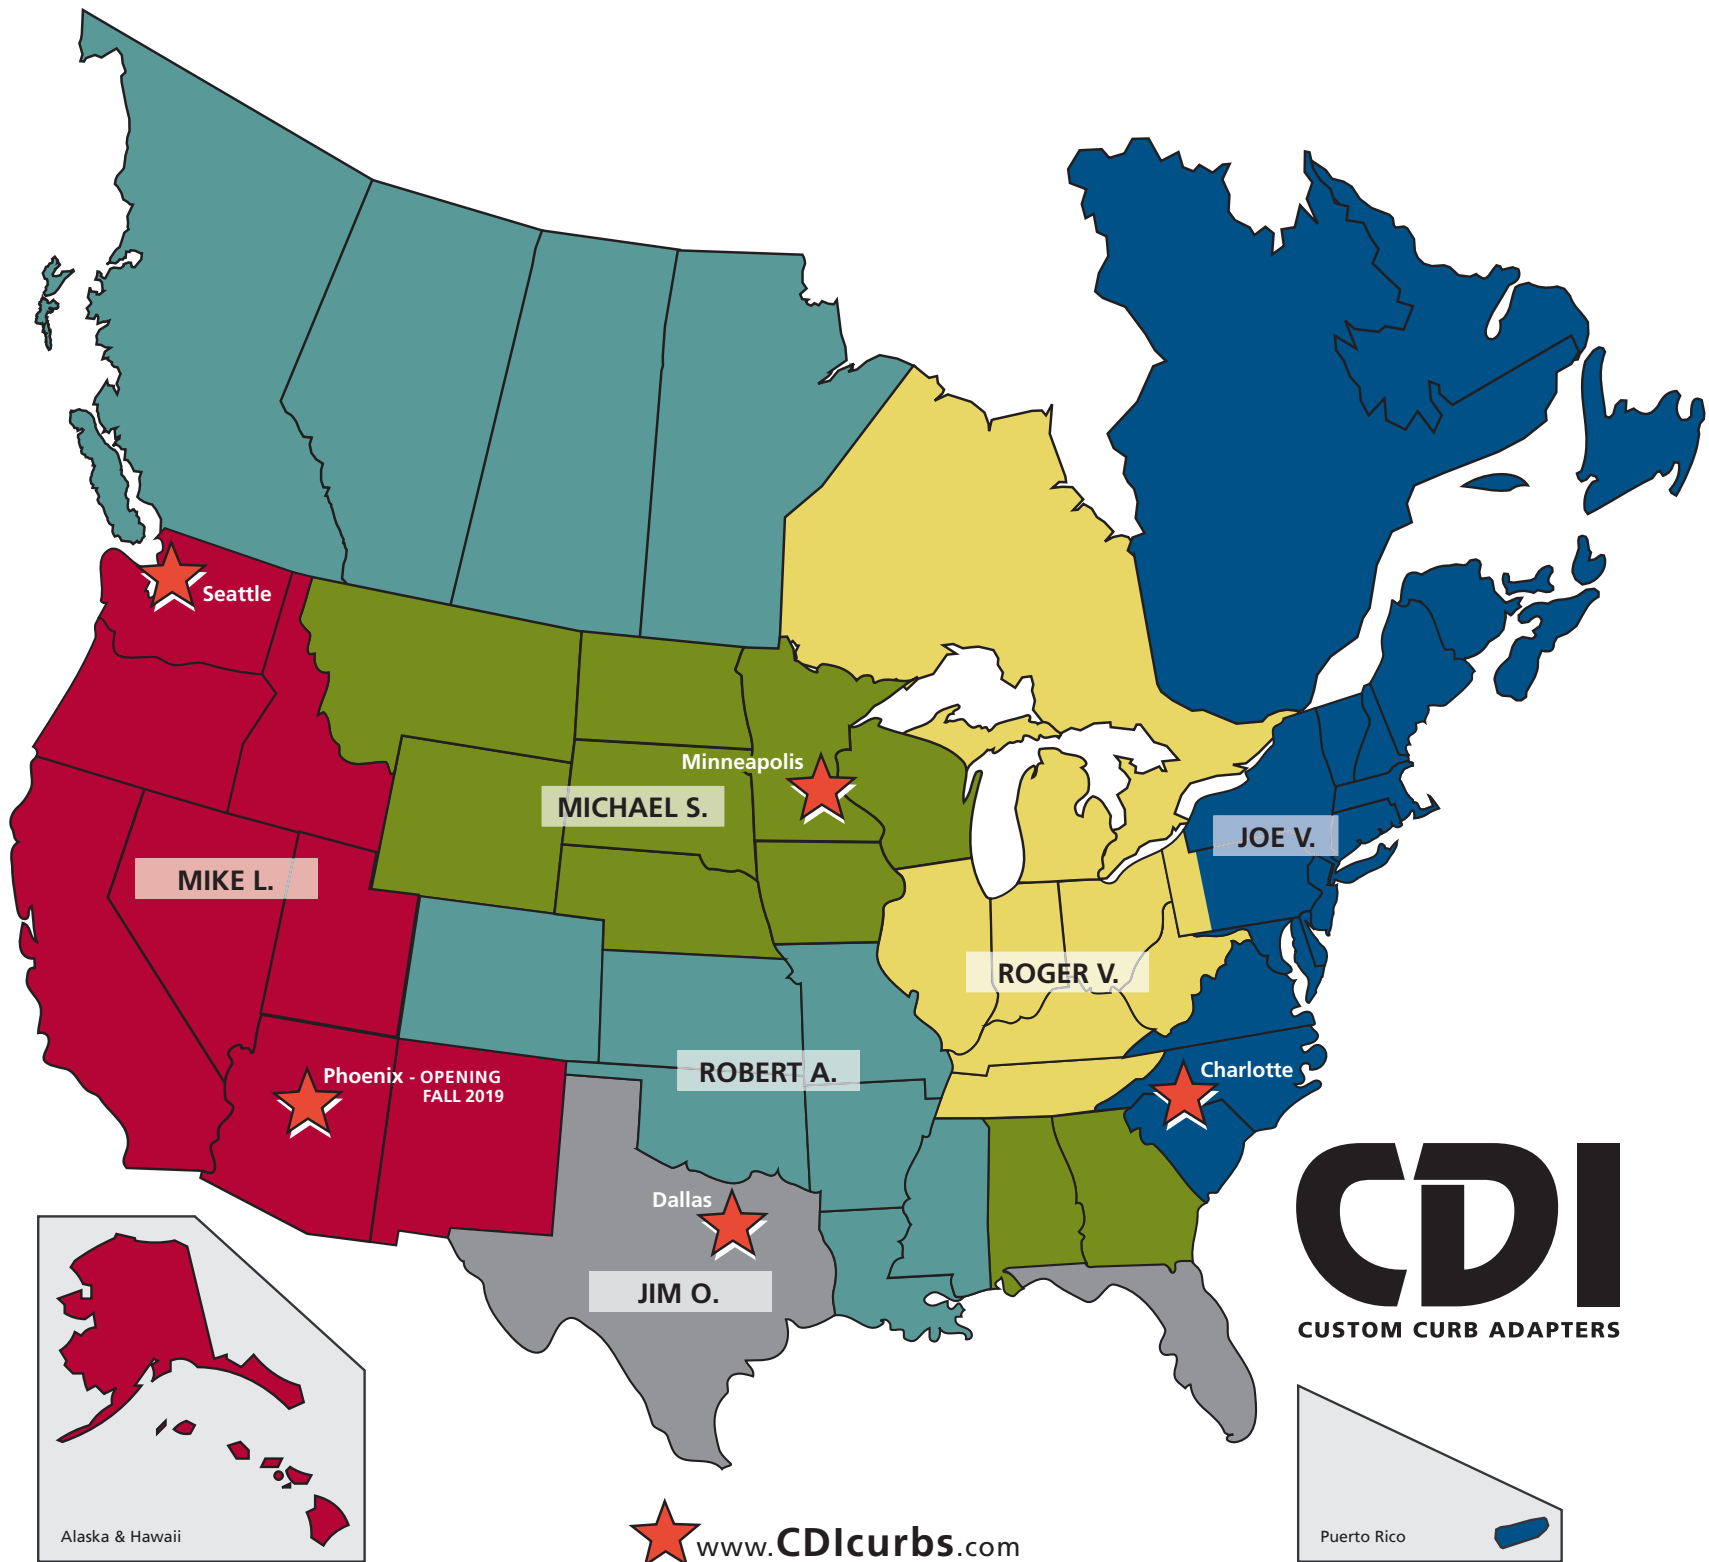 Seattle
Minneapolis
MICHAEL S.
JOE V.
MIKE L.
ROGER V.
ROBERT A.
Charlotte
Phoenix - OPENING
FALL 2019
Dallas
JIM O.
CDI
CUSTOM CURB ADAPTERS
Alaska & Hawaii
Puerto Rico
www.CDIcurbs.com